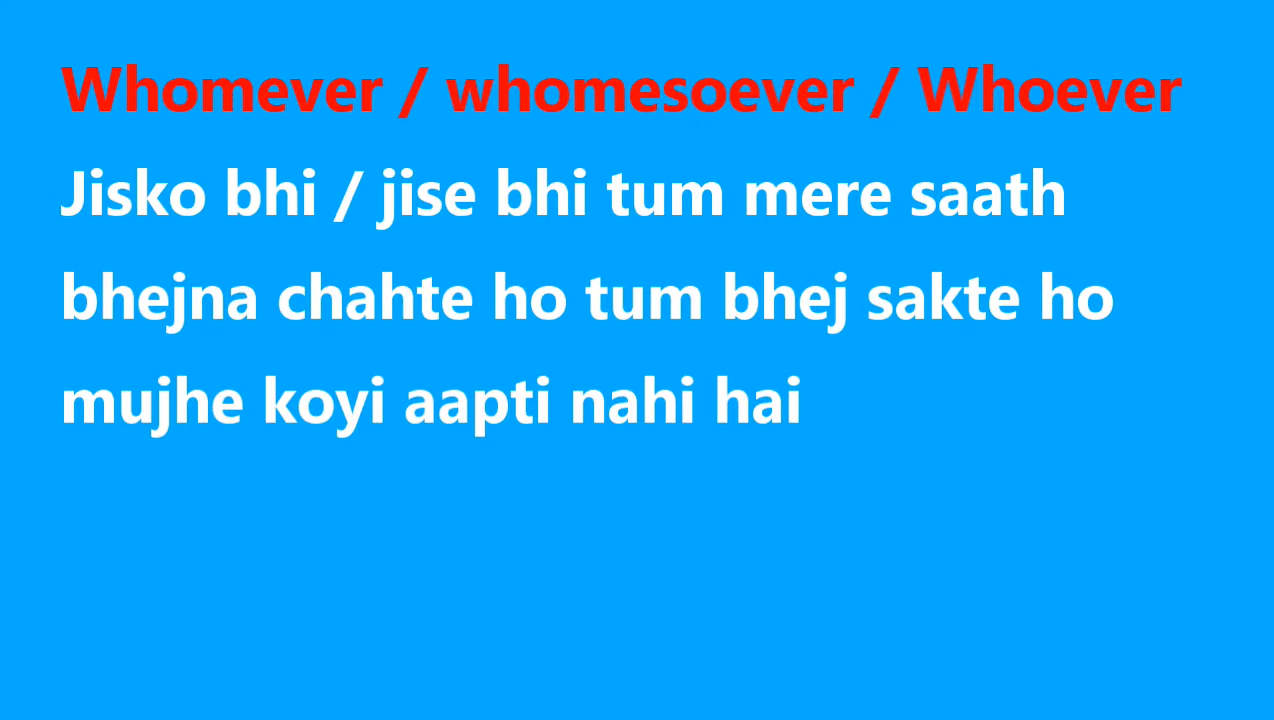 Whomever / whomesoever / Whoever
Jisko bhi / jise bhi tum mere saath
bhejna chahte ho tum bhej sakte ho
mujhe koyi aapti nahi hai